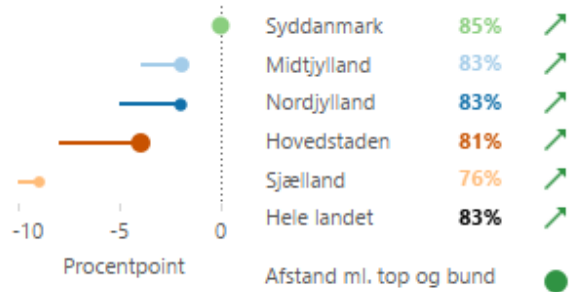 Syddanmark 85%
Midtjylland 83%
Nordjylland 83%
Hovedstaden 81%
Sjælland 76%
Hele landet 83%
-10 -5 0
Procentpoint
Afstand ml. top og bund